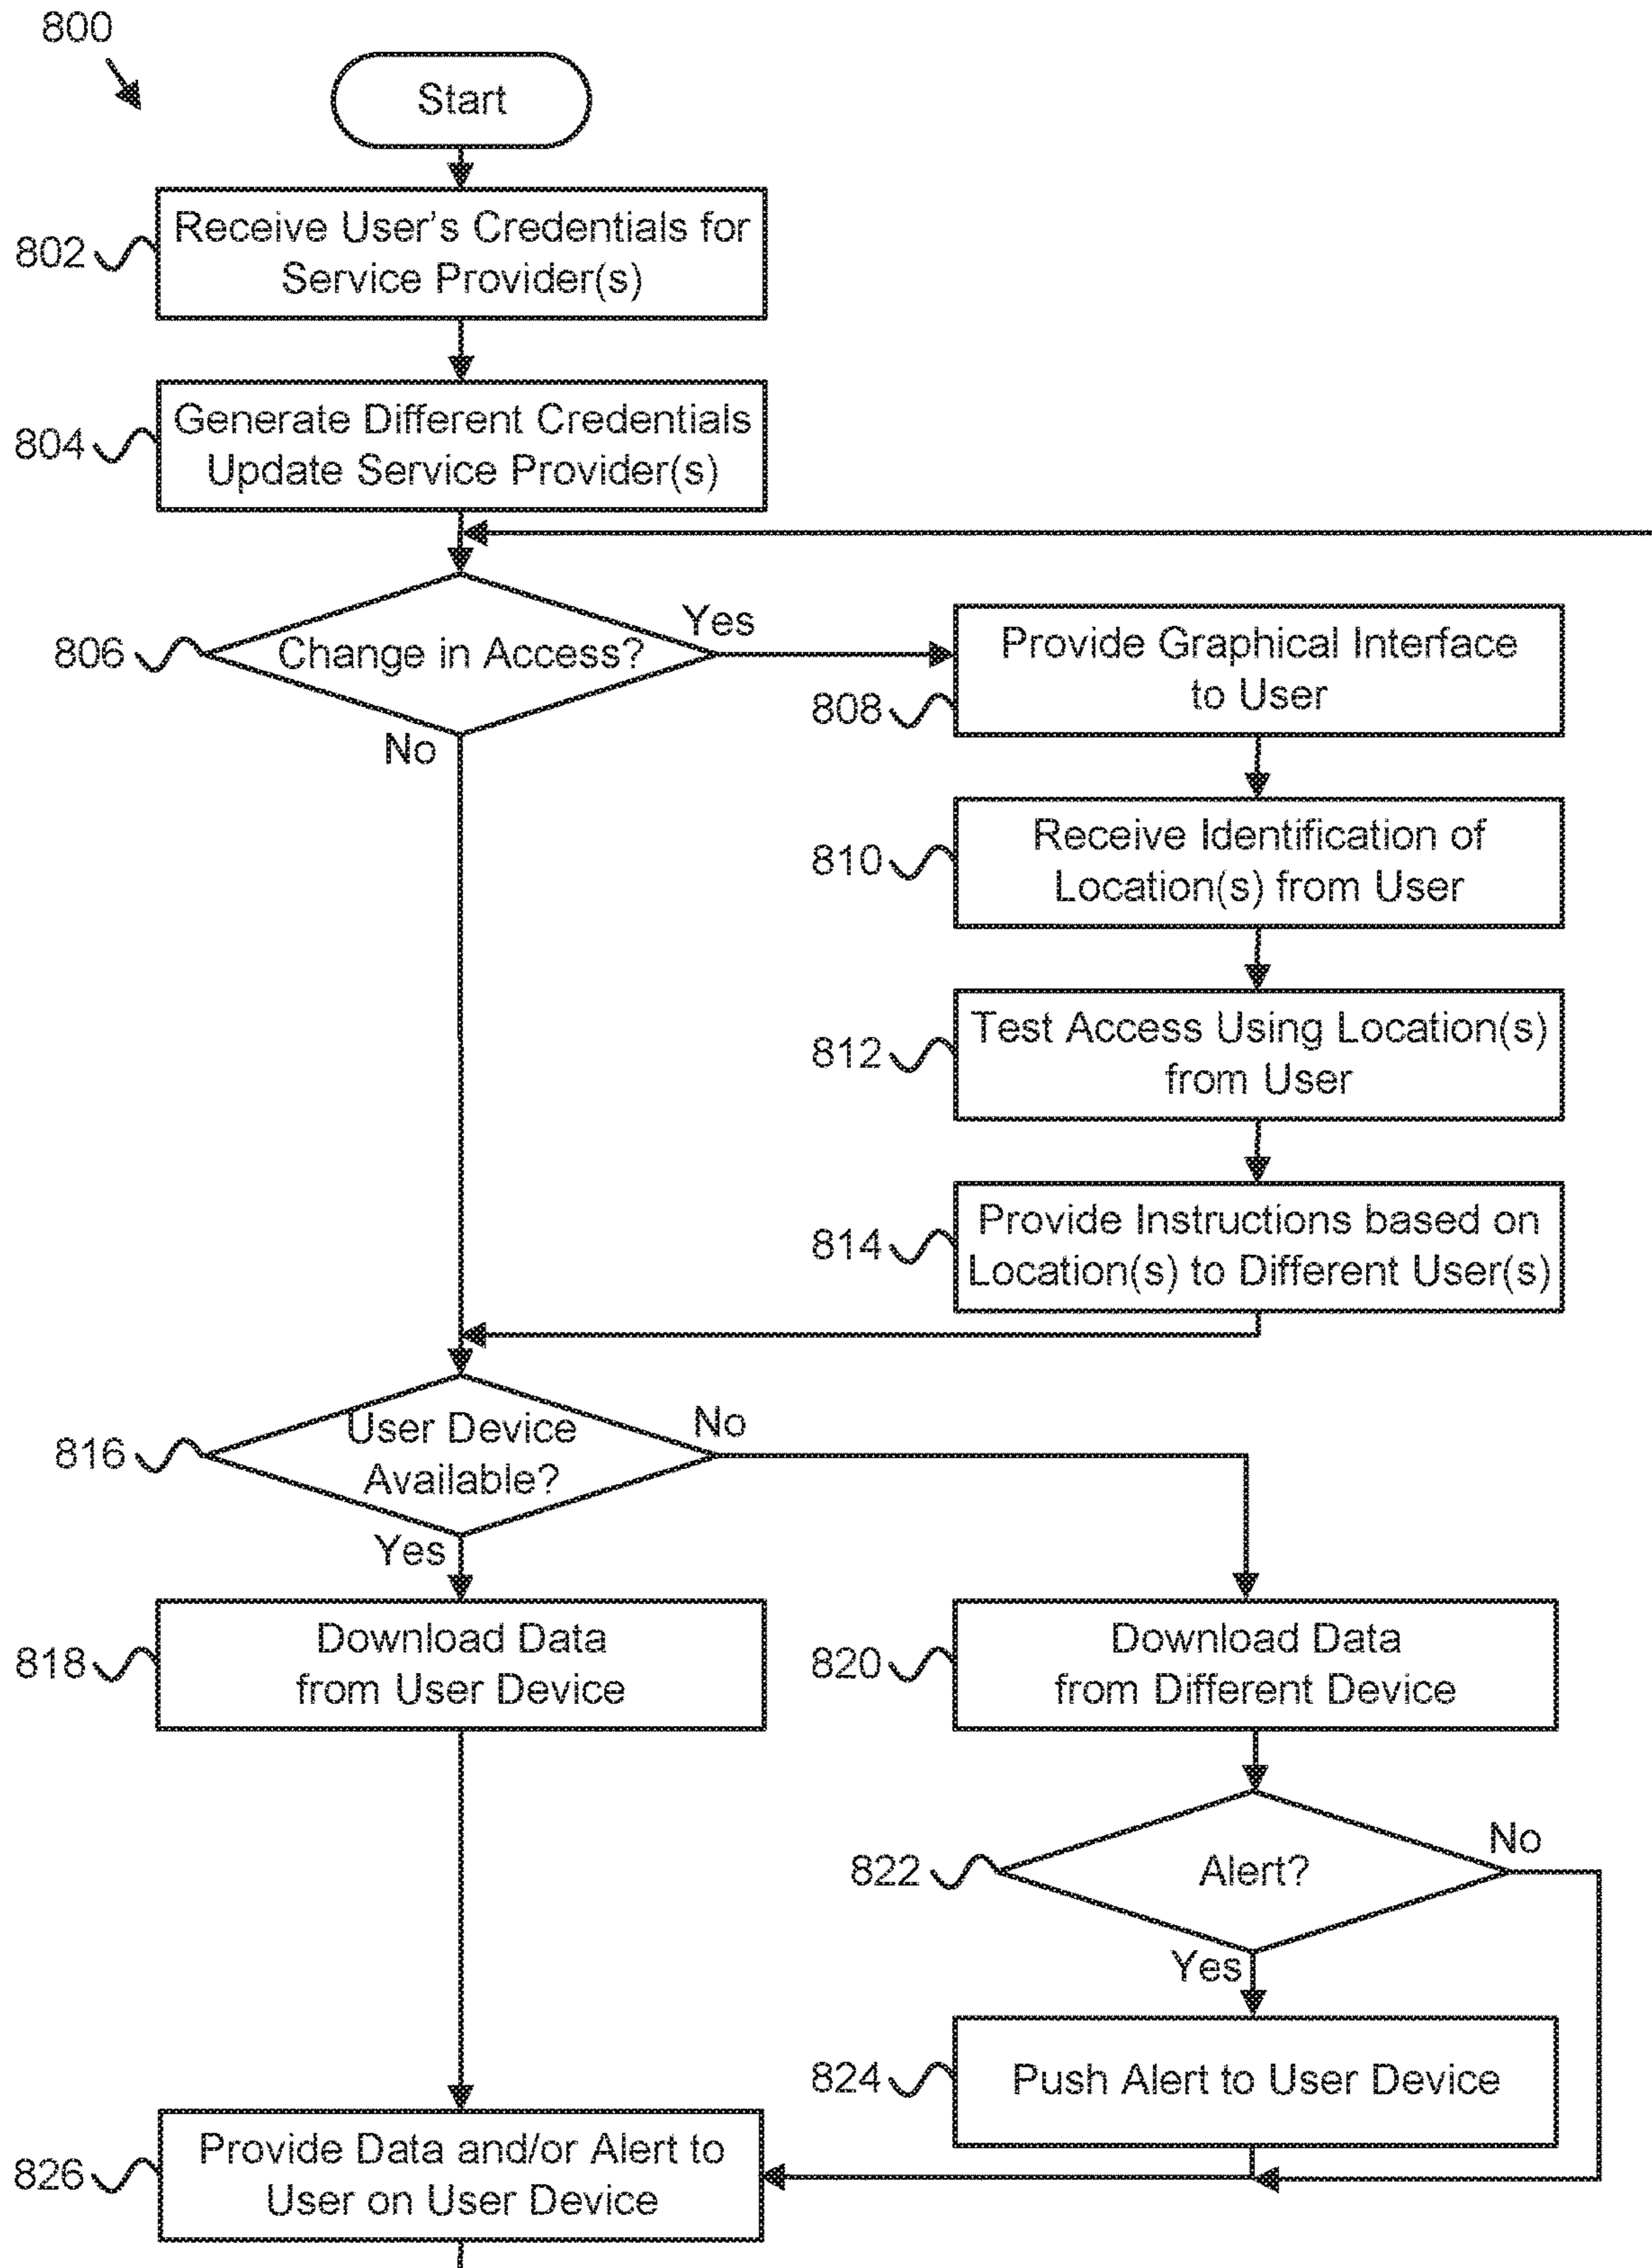 800
Start
802
Receive User's Credentials for
Service Provider(s)
804
Generate Different Credentials
Update Service Provider(s)
806
Change in Access?
Yes
No
808
Provide Graphical Interface
to User
810
Receive Identification of
Location(s) from User
812
Test Access Using Location(s)
from User
814
Provide Instructions based on
Location(s) to Different User(s)
816
User Device
Available?
No
Yes
818
Download Data
from User Device
820
Download Data
from Different Device
822
Alert?
No
Yes
824
Push Alert to User Device
826
Provide Data and/or Alert to
User on User Device